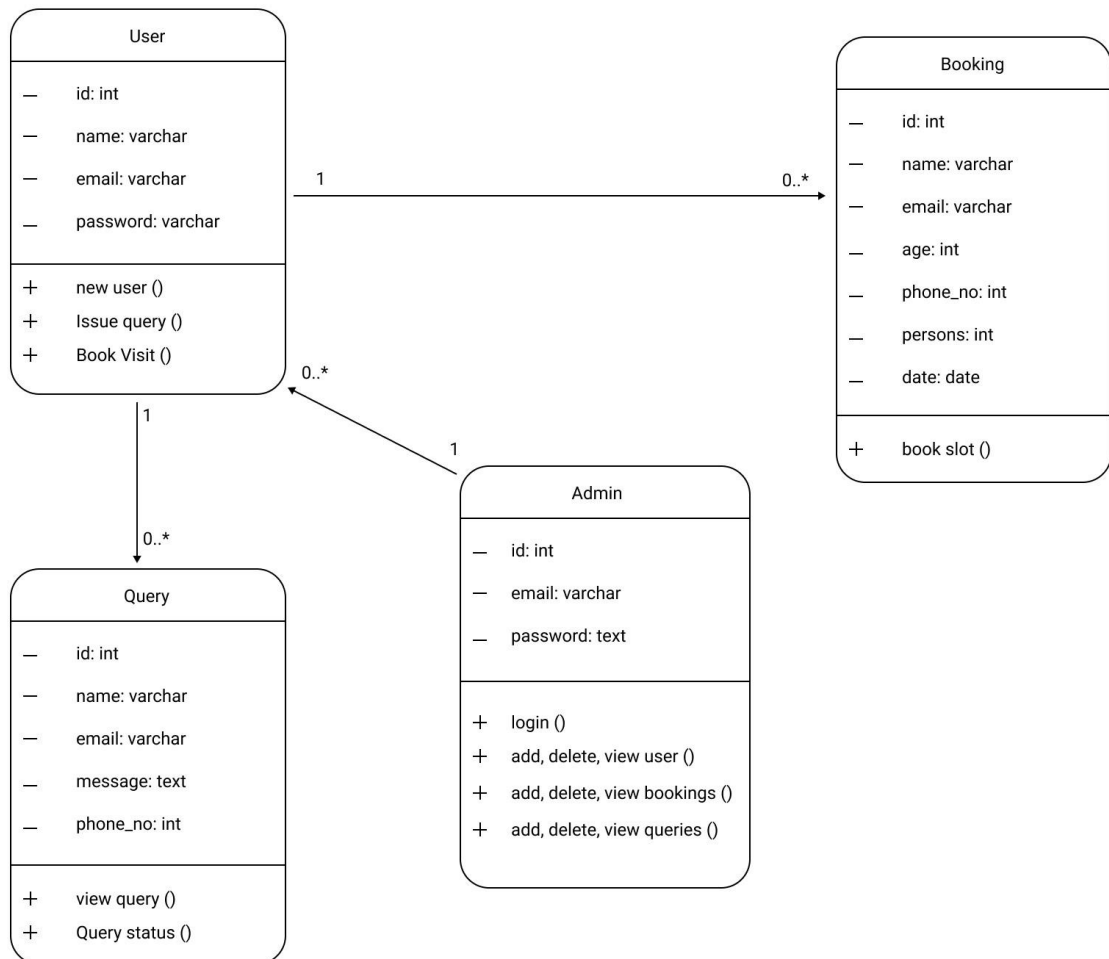 User
− id: int
− name: varchar
− email: varchar
− password: varchar
+ new user ()
+ Issue query ()
+ Book Visit ()
1
0..*
Booking
− id: int
− name: varchar
− email: varchar
− age: int
− phone_no: int
− persons: int
− date: date
+ book slot ()
0..*
1
1
0..*
Admin
− id: int
− email: varchar
− password: text
+ login ()
+ add, delete, view user ()
+ add, delete, view bookings ()
+ add, delete, view queries ()
Query
− id: int
− name: varchar
− email: varchar
− message: text
− phone_no: int
+ view query ()
+ Query status ()